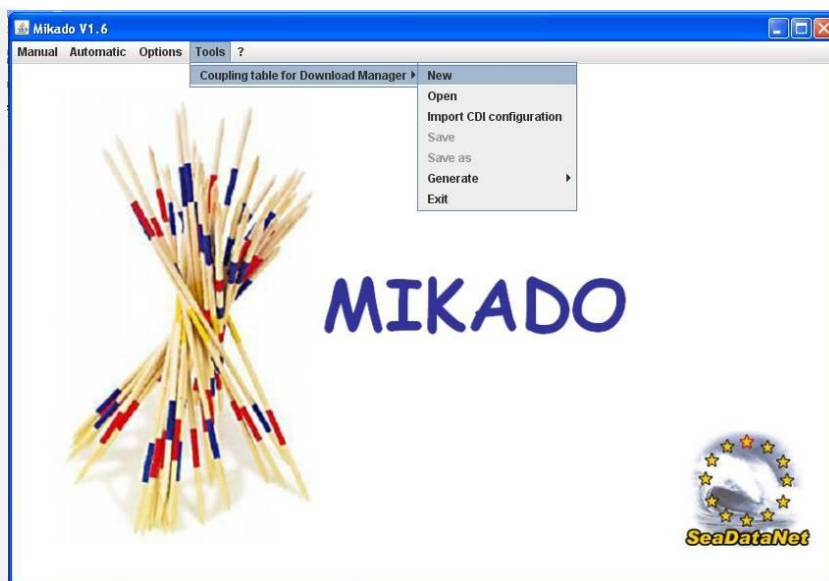 Mikado V1.6
Manual Automatic Options Tools ?
Coupling table for Download Manager
New
Open
Import CDI configuration
Save
Save as
Generate
Exit
MIKADO
SeaDataNet